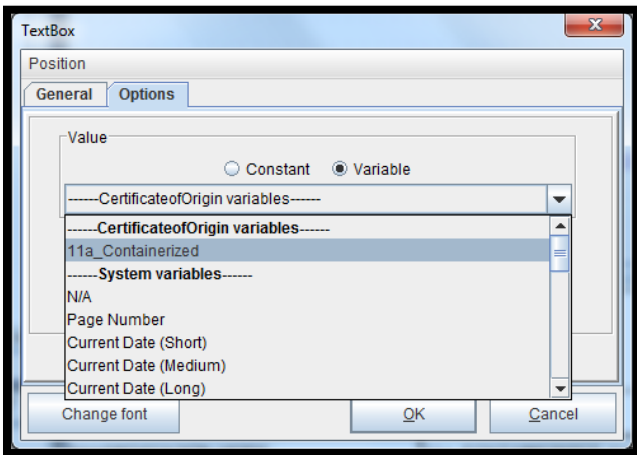 TextBox
Position
General Options
Value
Constant Variable
------CertificateofOrigin variables------
------CertificateofOrigin variables------
11a_Containerized
------System variables------
N/A
Page Number
Current Date (Short)
Current Date (Medium)
Current Date (Long)
Change font OK Cancel